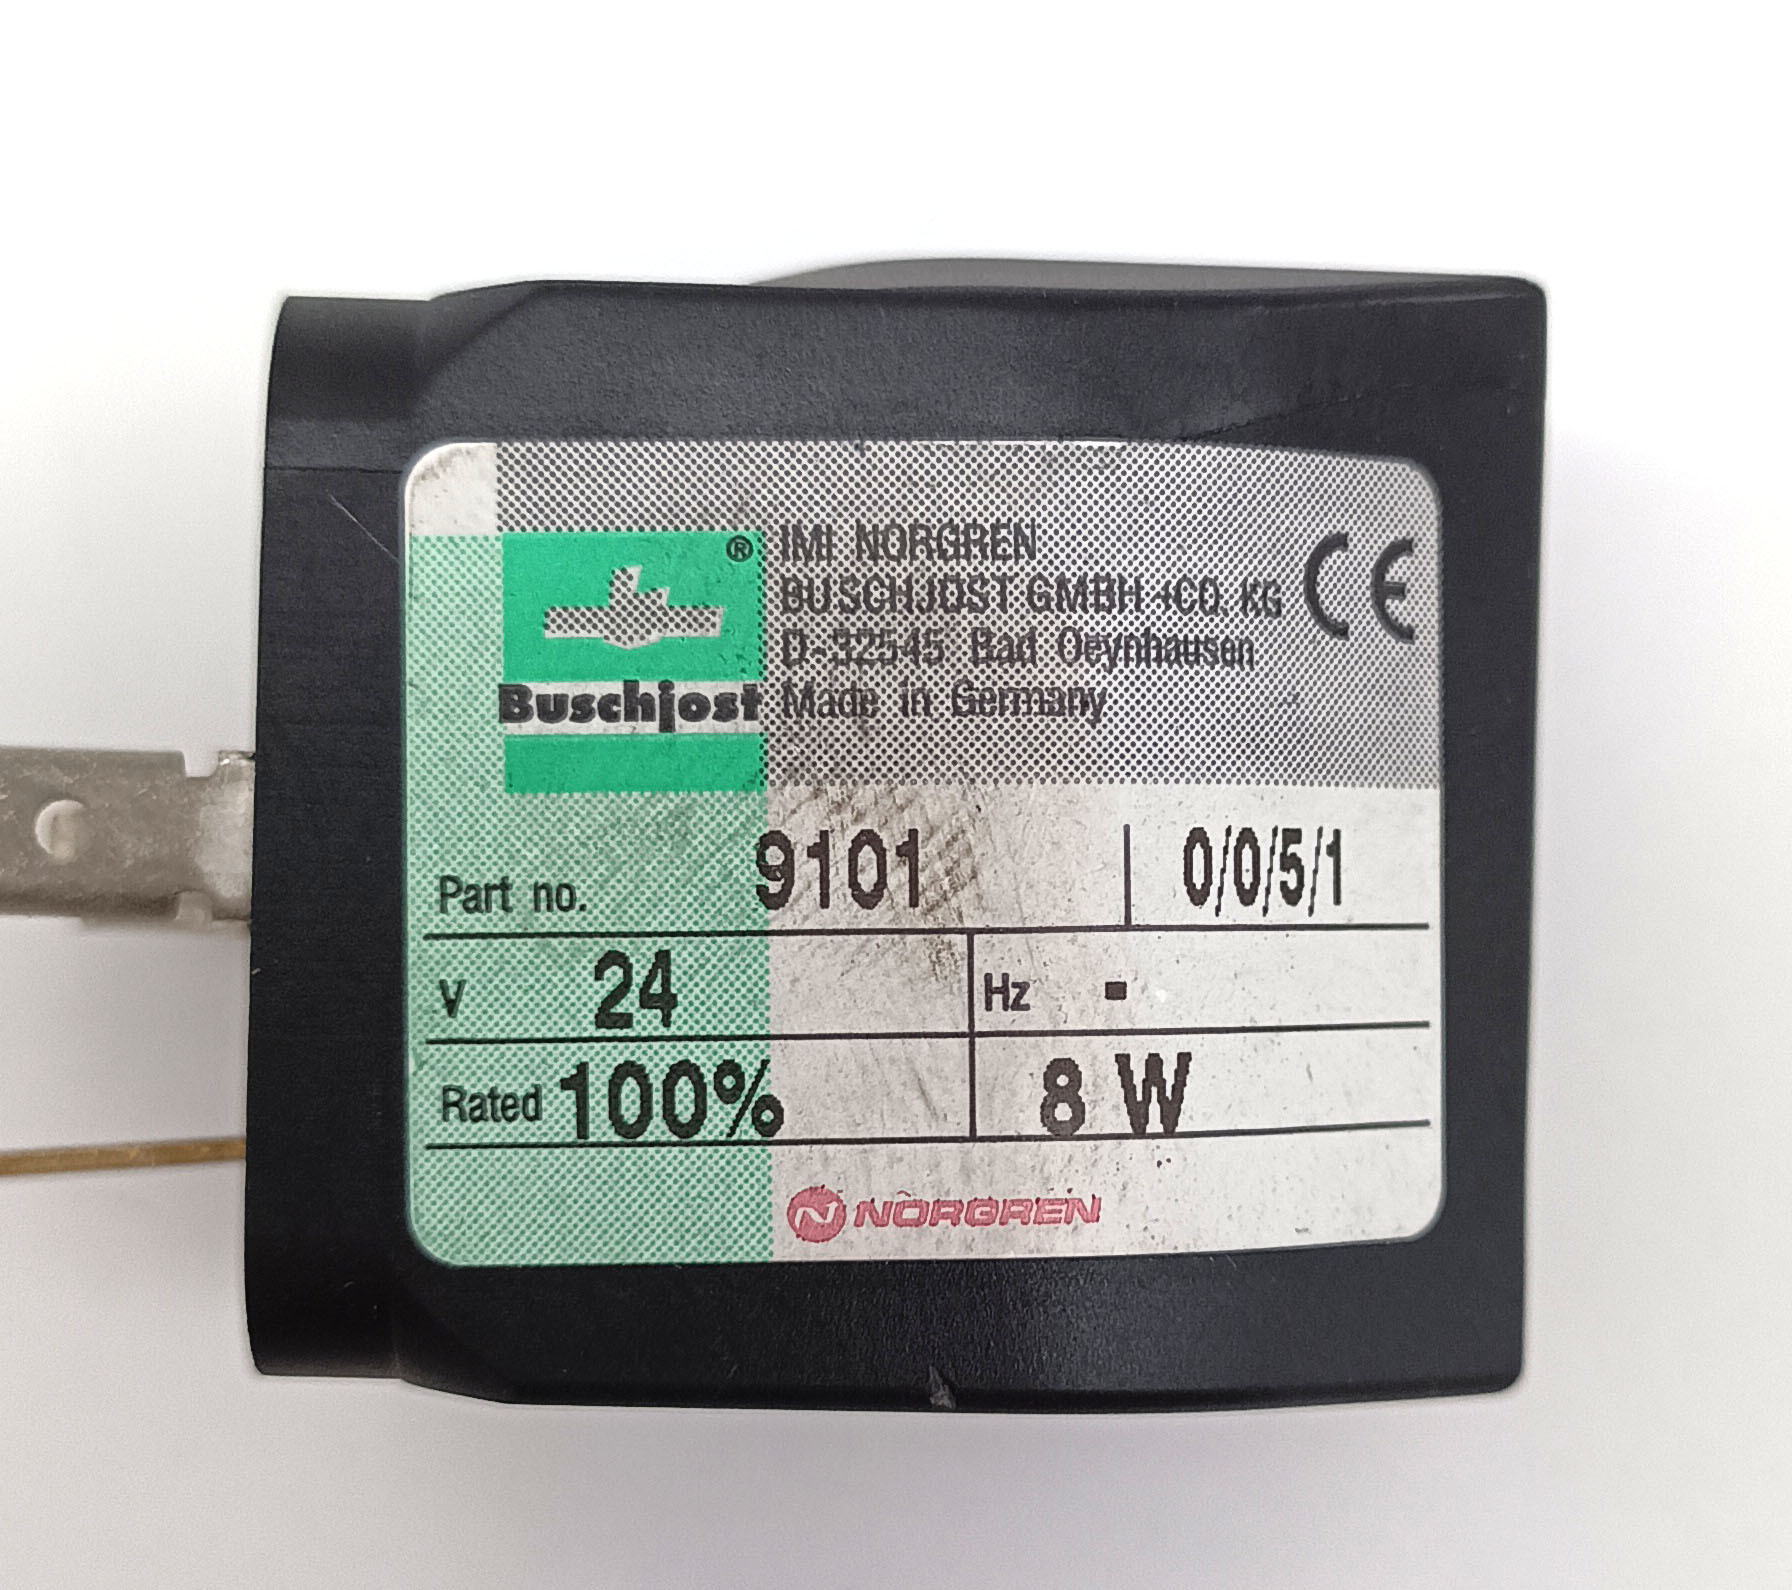 ®
IMI NORGREN
BUSCHJOST GMBH +CO. KG
CE
D-32545 Bad Oeynhausen
Buschjost
Made in Germany
Part no. 9101 | 0/0/5/1
V 24 Hz -
Rated 100% 8 W
NORGREN